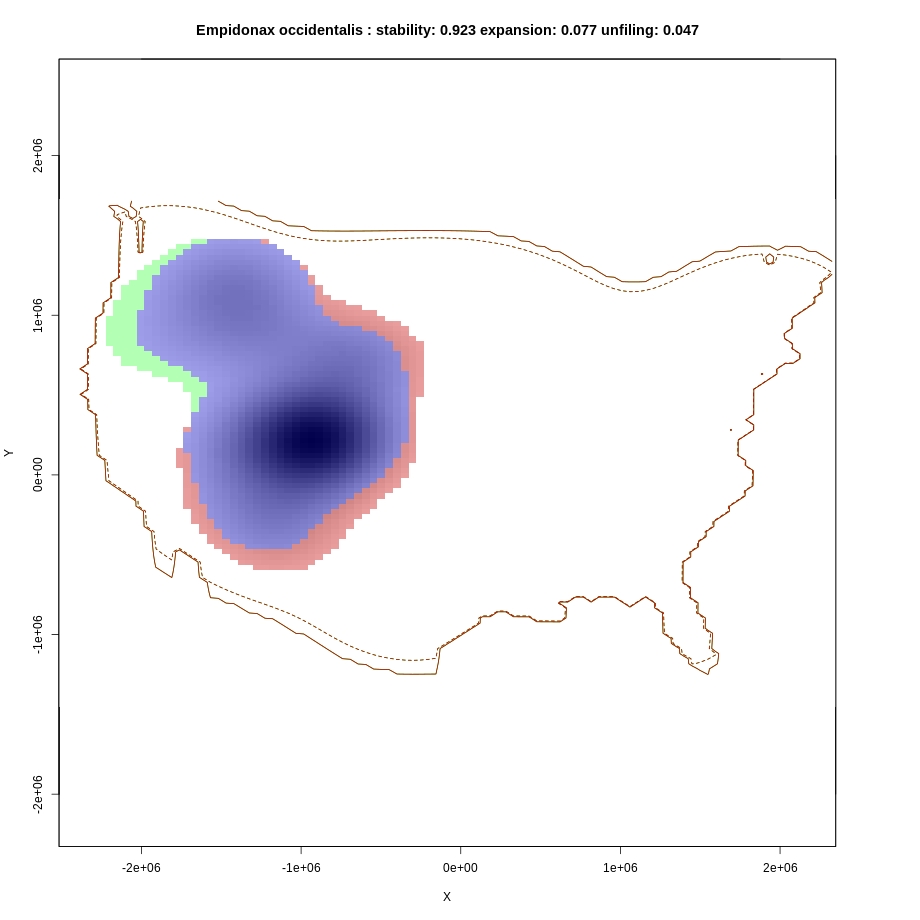 Empidonax occidentalis : stability: 0.923 expansion: 0.077 unfiling: 0.047
2e+06
1e+06
Y
0e+00
-1e+06
-2e+06
-2e+06 -1e+06 0e+00 1e+06 2e+06
X